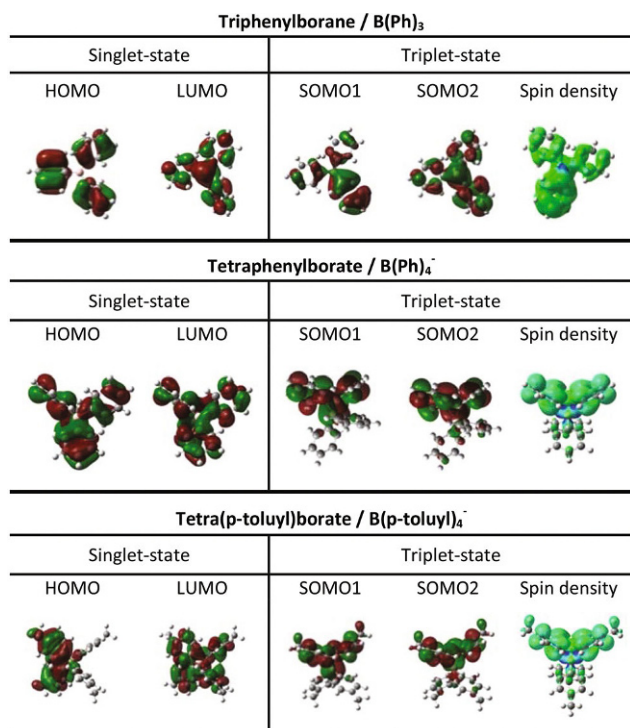 Triphenylborane / B(Ph)₃
Singlet-state Triplet-state
HOMO LUMO SOMO1 SOMO2 Spin density
Tetraphenylborate / B(Ph)₄⁻
Singlet-state Triplet-state
HOMO LUMO SOMO1 SOMO2 Spin density
Tetra(p-toluyl)borate / B(p-toluyl)₄⁻
Singlet-state Triplet-state
HOMO LUMO SOMO1 SOMO2 Spin density